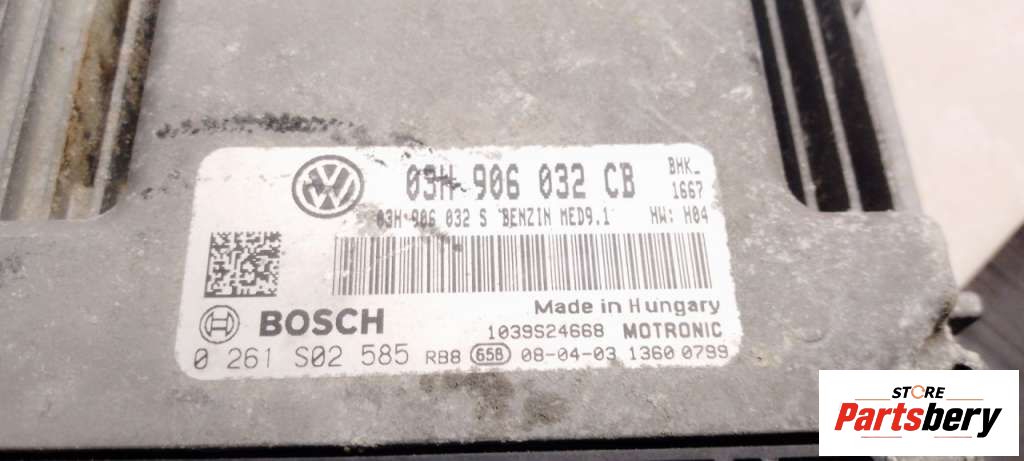 03H 906 032 CB
BHK_
1667
03H 906 032 S BENZIN MED9.1 HW: H04
Made in Hungary
BOSCH
1039S24668 MOTRONIC
0 261 S02 585 RB8 658 08-04-03 1360 0799
STORE
Partsbery